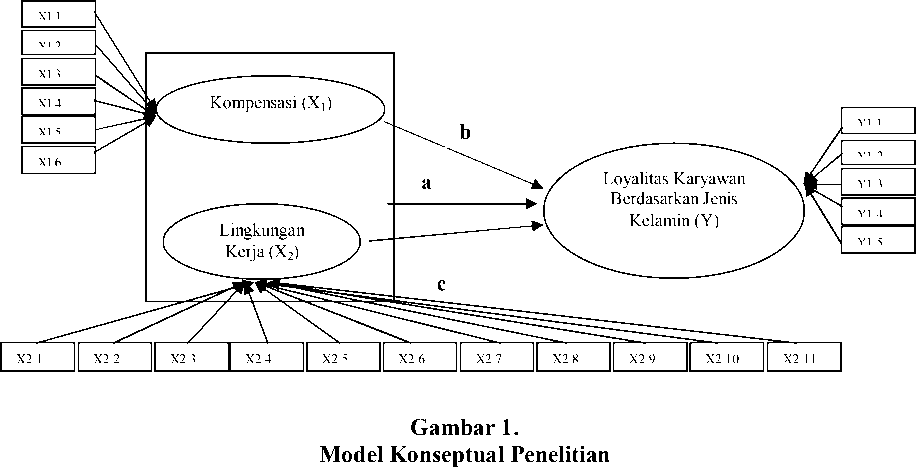 X1.1
X1.2
X1.3
X1.4
X1.5
X1.6
Kompensasi (X1)
b
a
Lingkungan
Kerja (X2)
c
Loyalitas Karyawan
Berdasarkan Jenis
Kelamin (Y)
Y1.1
Y1.2
Y1.3
Y1.4
Y1.5
X2.1
X2.2
X2.3
X2.4
X2.5
X2.6
X2.7
X2.8
X2.9
X2.10
X2.11
Gambar 1.
Model Konseptual Penelitian